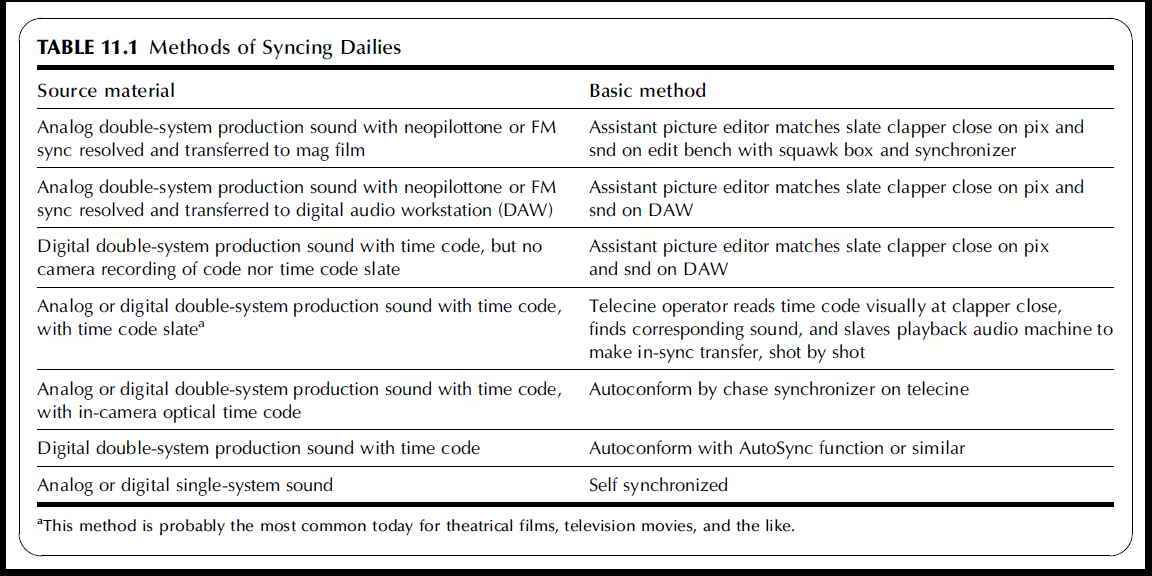 TABLE 11.1 Methods of Syncing Dailies
Source material Basic method
Analog double-system production sound with neopilottone or FM Assistant picture editor matches slate clapper close on pix and
sync resolved and transferred to mag film snd on edit bench with squawk box and synchronizer
Analog double-system production sound with neopilottone or FM Assistant picture editor matches slate clapper close on pix and
sync resolved and transferred to digital audio workstation (DAW) snd on DAW
Digital double-system production sound with time code, but no Assistant picture editor matches slate clapper close on pix
camera recording of code nor time code slate and snd on DAW
Analog or digital double-system production sound with time code, Telecine operator reads time code visually at clapper close,
with time code slateᵃ finds corresponding sound, and slaves playback audio machine to
make in-sync transfer, shot by shot
Analog or digital double-system production sound with time code, Autoconform by chase synchronizer on telecine
with in-camera optical time code
Digital double-system production sound with time code Autoconform with AutoSync function or similar
Analog or digital single-system sound Self synchronized
ᵃThis method is probably the most common today for theatrical films, television movies, and the like.